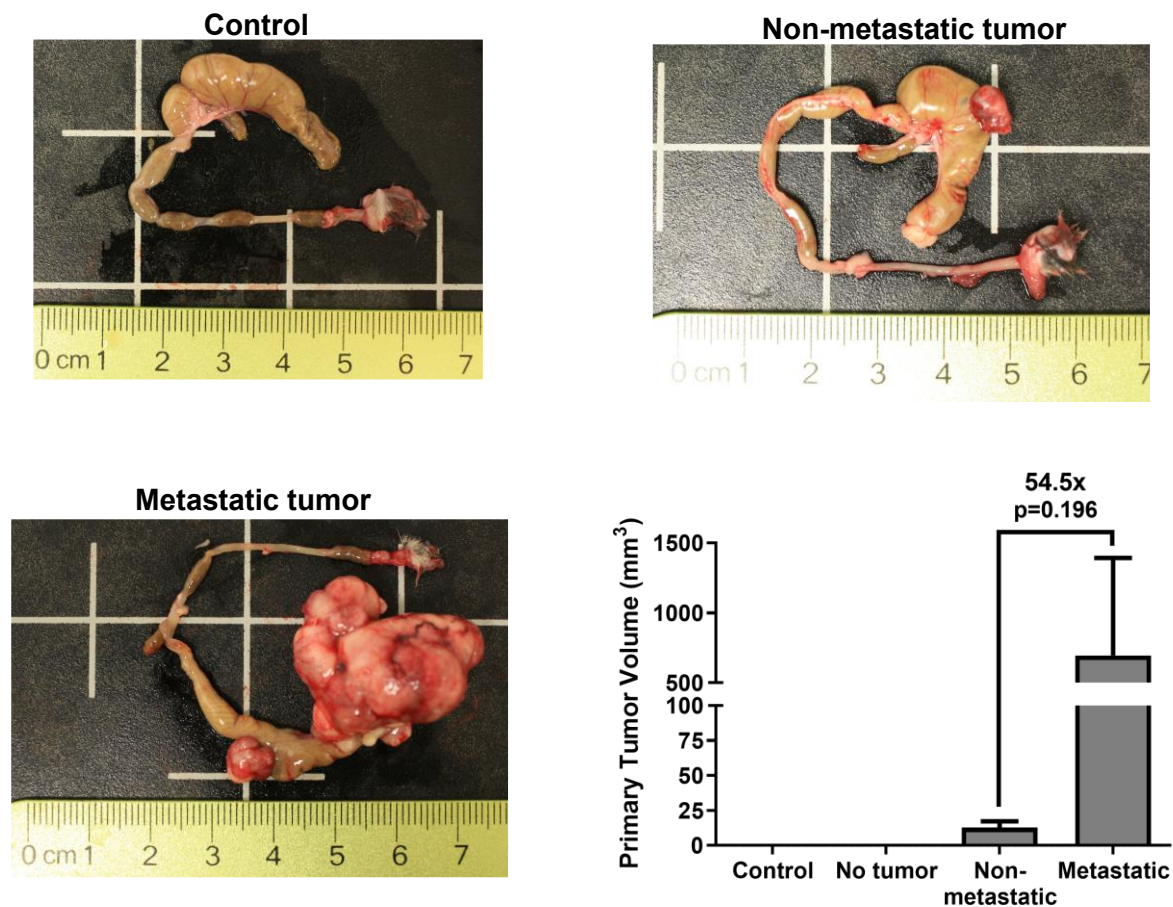 Control
0 cm 1 2 3 4 5 6 7
Non-metastatic tumor
0 cm 1 2 3 4 5 6 7
Metastatic tumor
0 cm 1 2 3 4 5 6 7
54.5x
p=0.196
Primary Tumor Volume (mm³)
1500
1000
500
100
75
50
25
0
Control No tumor Non-metastatic Metastatic